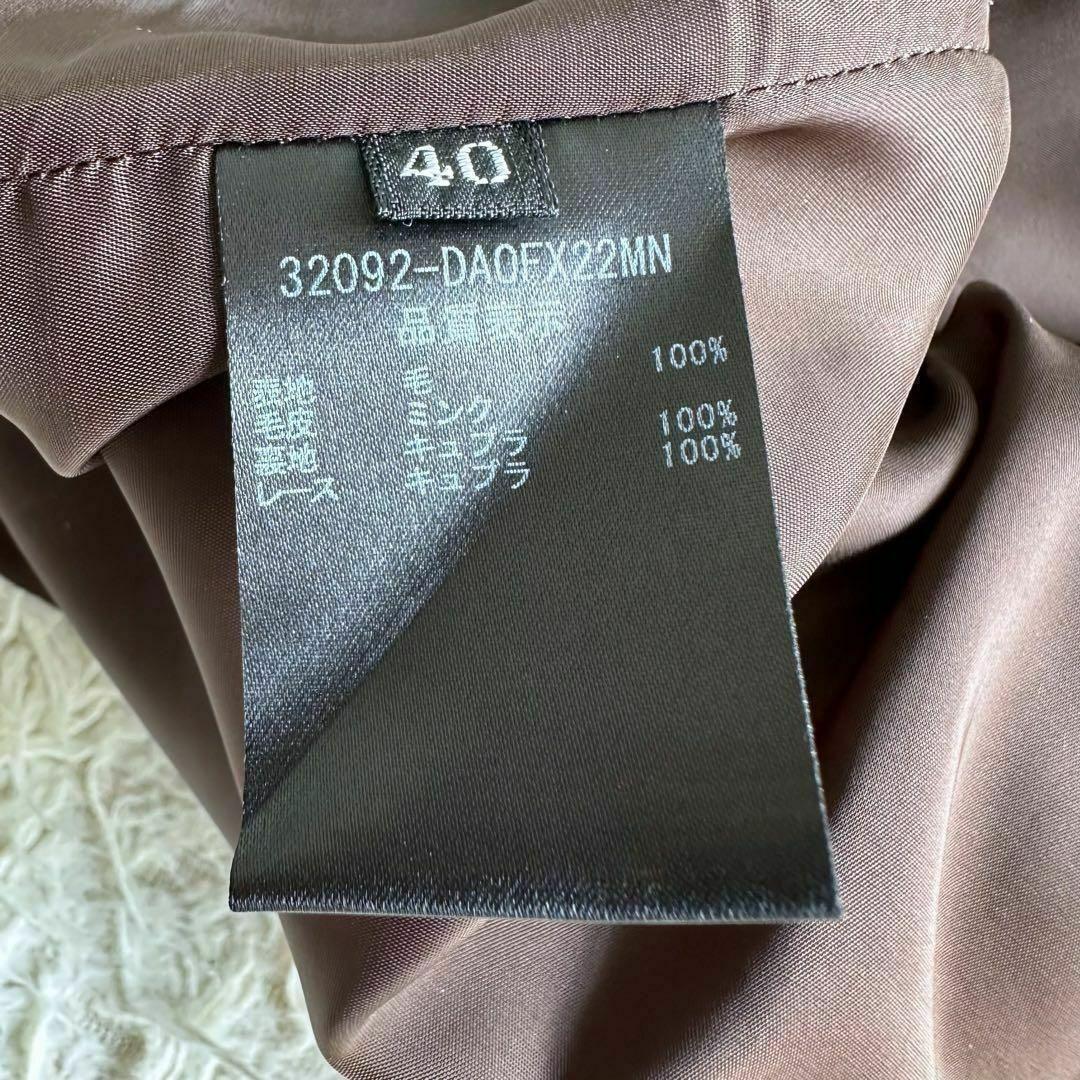 40
32092-DA0FX22MN
品質表示
表地 毛 100%
毛皮 ミンク
裏地 キュプラ 100%
レース キュプラ 100%